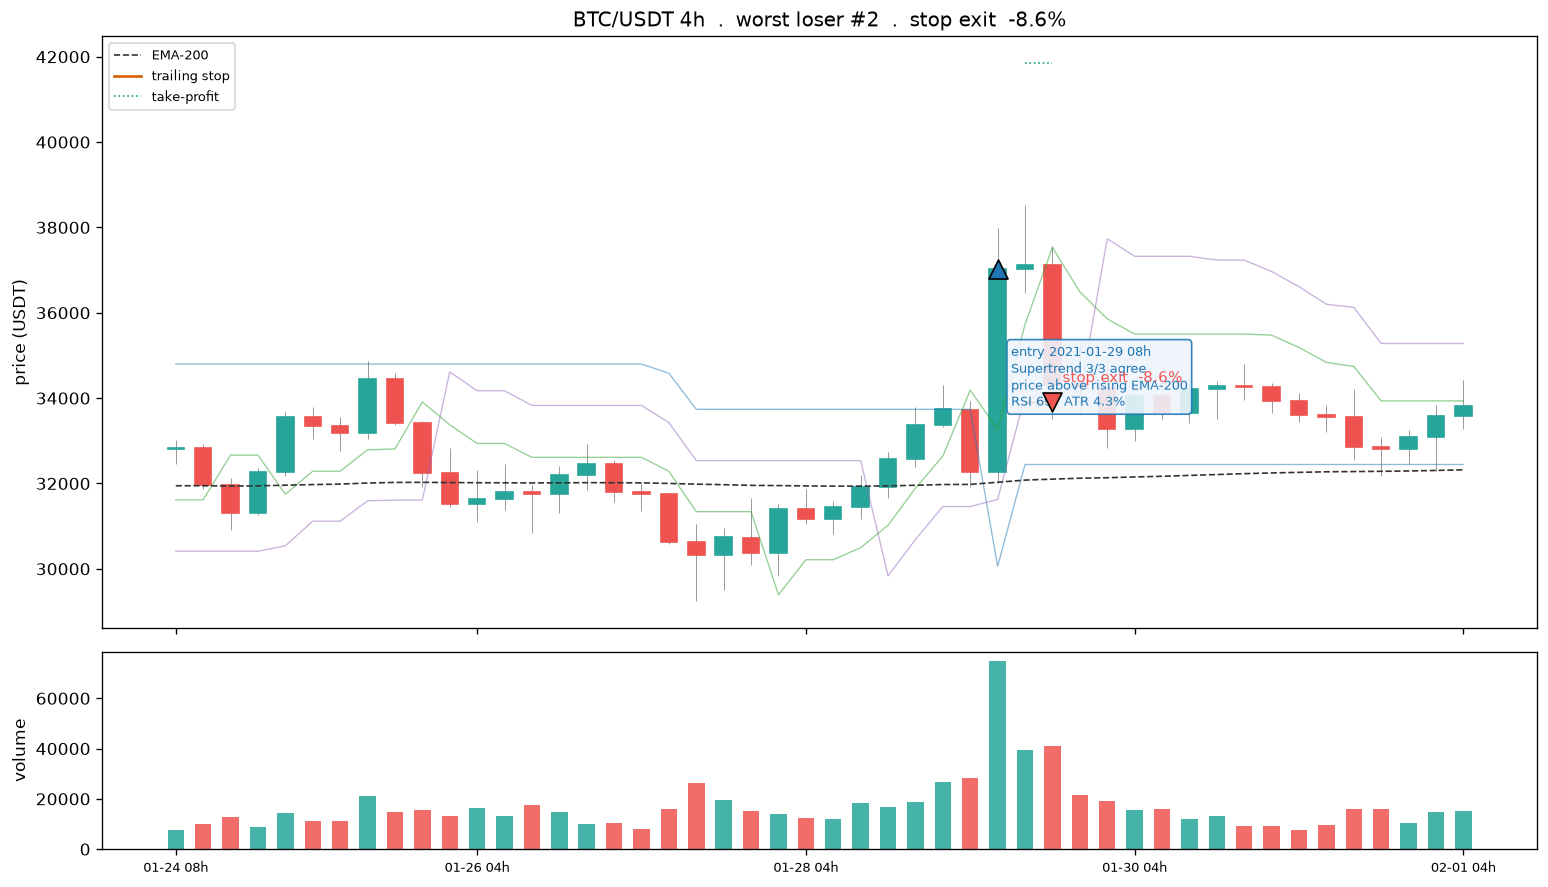 BTC/USDT 4h . worst loser #2 . stop exit -8.6%
EMA-200
trailing stop
take-profit
price (USDT)
42000
40000
38000
36000
34000
32000
30000
entry 2021-01-29 08h
Supertrend 3/3 agree
stop exit -8.6%
price above rising EMA-200
RSI ATR 4.3%
volume
60000
40000
20000
0
01-24 08h
01-26 04h
01-28 04h
01-30 04h
02-01 04h